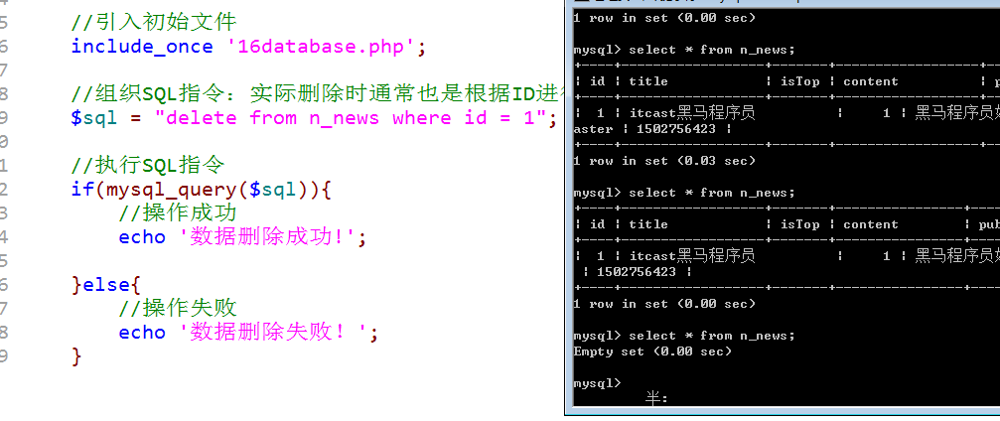 //引入初始文件
include_once '16database.php';
//组织SQL指令：实际删除时通常也是根据ID进行
$sql = "delete from n_news where id = 1";
//执行SQL指令
if(mysql_query($sql)){
//操作成功
echo '数据删除成功!';
}else{
//操作失败
echo '数据删除失败！';
}
1 row in set (0.00 sec)
mysql> select * from n_news;
| id | title | isTop | content | pu
| 1 | itcast黑马程序员 | 1 | 黑马程序员
aster | 1502756423 |
1 row in set (0.03 sec)
mysql> select * from n_news;
| id | title | isTop | content | pub
| 1 | itcast黑马程序员 | 1 | 黑马程序员
| 1502756423 |
1 row in set (0.00 sec)
mysql> select * from n_news;
Empty set (0.00 sec)
mysql>
半: